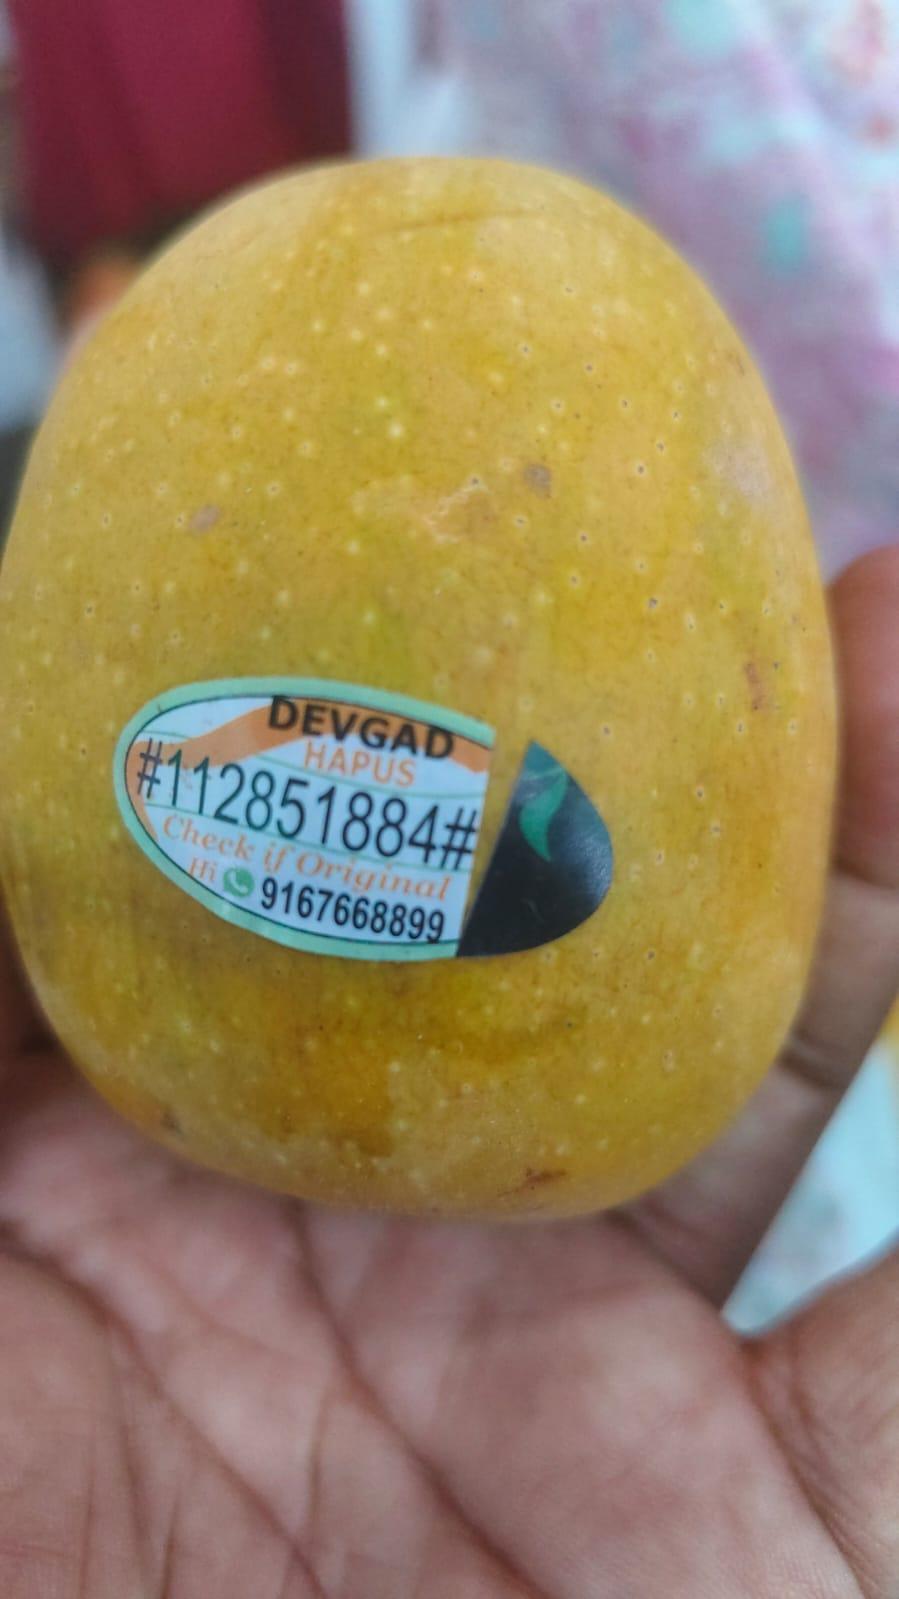 DEVGAD
HAPUS
#112851884#
Check if Original
Hi 9167668899